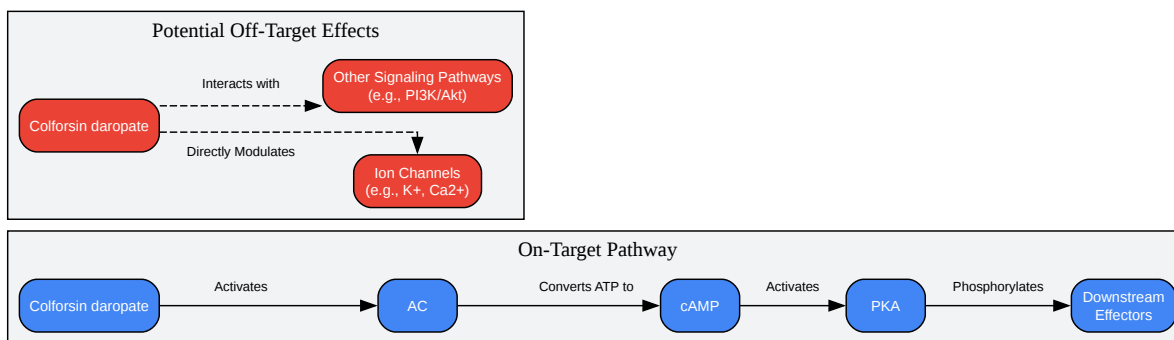 Potential Off-Target Effects
Interacts with
Other Signaling Pathways
(e.g., PI3K/Akt)
Colforsin daropate
Directly Modulates
Ion Channels
(e.g., K+, Ca2+)
On-Target Pathway
Colforsin daropate
Activates
AC
Converts ATP to
cAMP
Activates
PKA
Phosphorylates
Downstream
Effectors